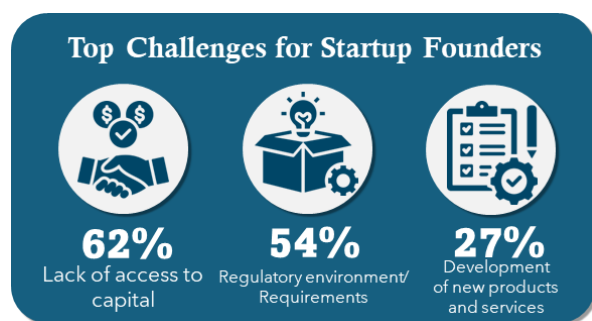 Top Challenges for Startup Founders
$ $
62%
Lack of access to
capital
54%
Regulatory environment/
Requirements
27%
Development
of new products
and services